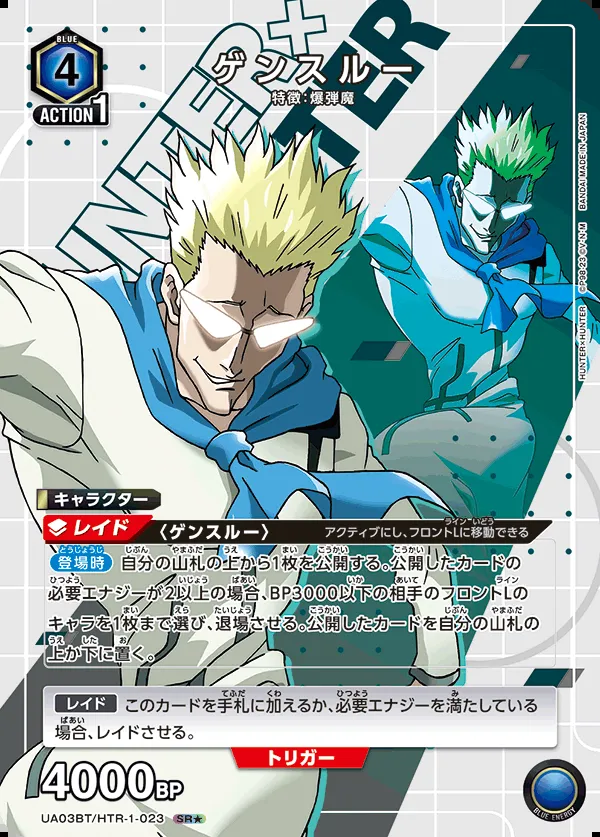 BLUE
4
ACTION 1
HUNTER×HUNTER
ゲンスルー
特徴：爆弾魔
HUNTER×HUNTER ©P98-23 ©V・N・M BANDAI MADE IN JAPAN
キャラクター
レイド 〈ゲンスルー〉 アクティブにし、フロントLに移動できる
登場時 自分の山札の上から1枚を公開する。公開したカードの
必要エナジーが2以上の場合、BP3000以下の相手のフロントLの
キャラを1枚まで選び、退場させる。公開したカードを自分の山札の
上か下に置く。
レイド このカードを手札に加えるか、必要エナジーを満たしている
場合、レイドさせる。
トリガー
4000BP
UA03BT/HTR-1-023 SR★
BLUE ENERGY